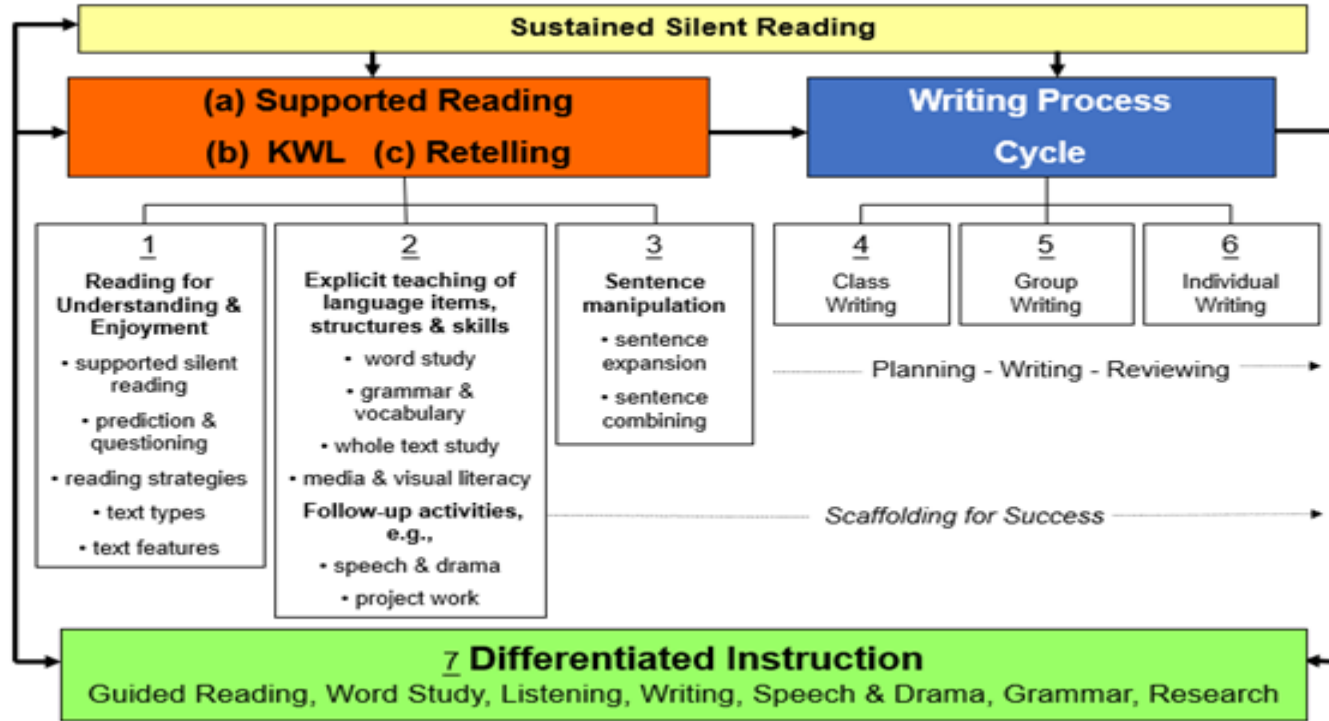 Sustained Silent Reading
(a) Supported Reading
(b) KWL (c) Retelling
Writing Process
Cycle
1
Reading for
Understanding &
Enjoyment
• supported silent
reading
• prediction &
questioning
• reading strategies
• text types
• text features
2
Explicit teaching of
language items,
structures & skills
• word study
• grammar &
vocabulary
• whole text study
• media & visual literacy
Follow-up activities,
e.g.,
• speech & drama
• project work
3
Sentence
manipulation
• sentence
expansion
• sentence
combining
4
Class
Writing
5
Group
Writing
6
Individual
Writing
Planning - Writing - Reviewing
Scaffolding for Success
7 Differentiated Instruction
Guided Reading, Word Study, Listening, Writing, Speech & Drama, Grammar, Research